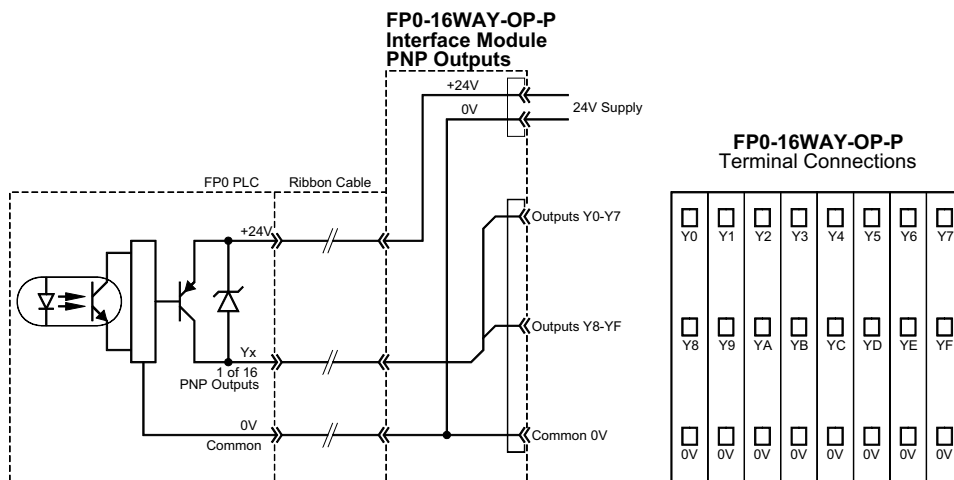 FP0-16WAY-OP-P
Interface Module
PNP Outputs
+24V
0V
24V Supply
FP0 PLC
Ribbon Cable
+24V
Outputs Y0-Y7
Outputs Y8-YF
Yx
1 of 16
PNP Outputs
0V
Common
Common 0V
FP0-16WAY-OP-P
Terminal Connections
Y0 Y1 Y2 Y3 Y4 Y5 Y6 Y7
Y8 Y9 YA YB YC YD YE YF
0V 0V 0V 0V 0V 0V 0V 0V